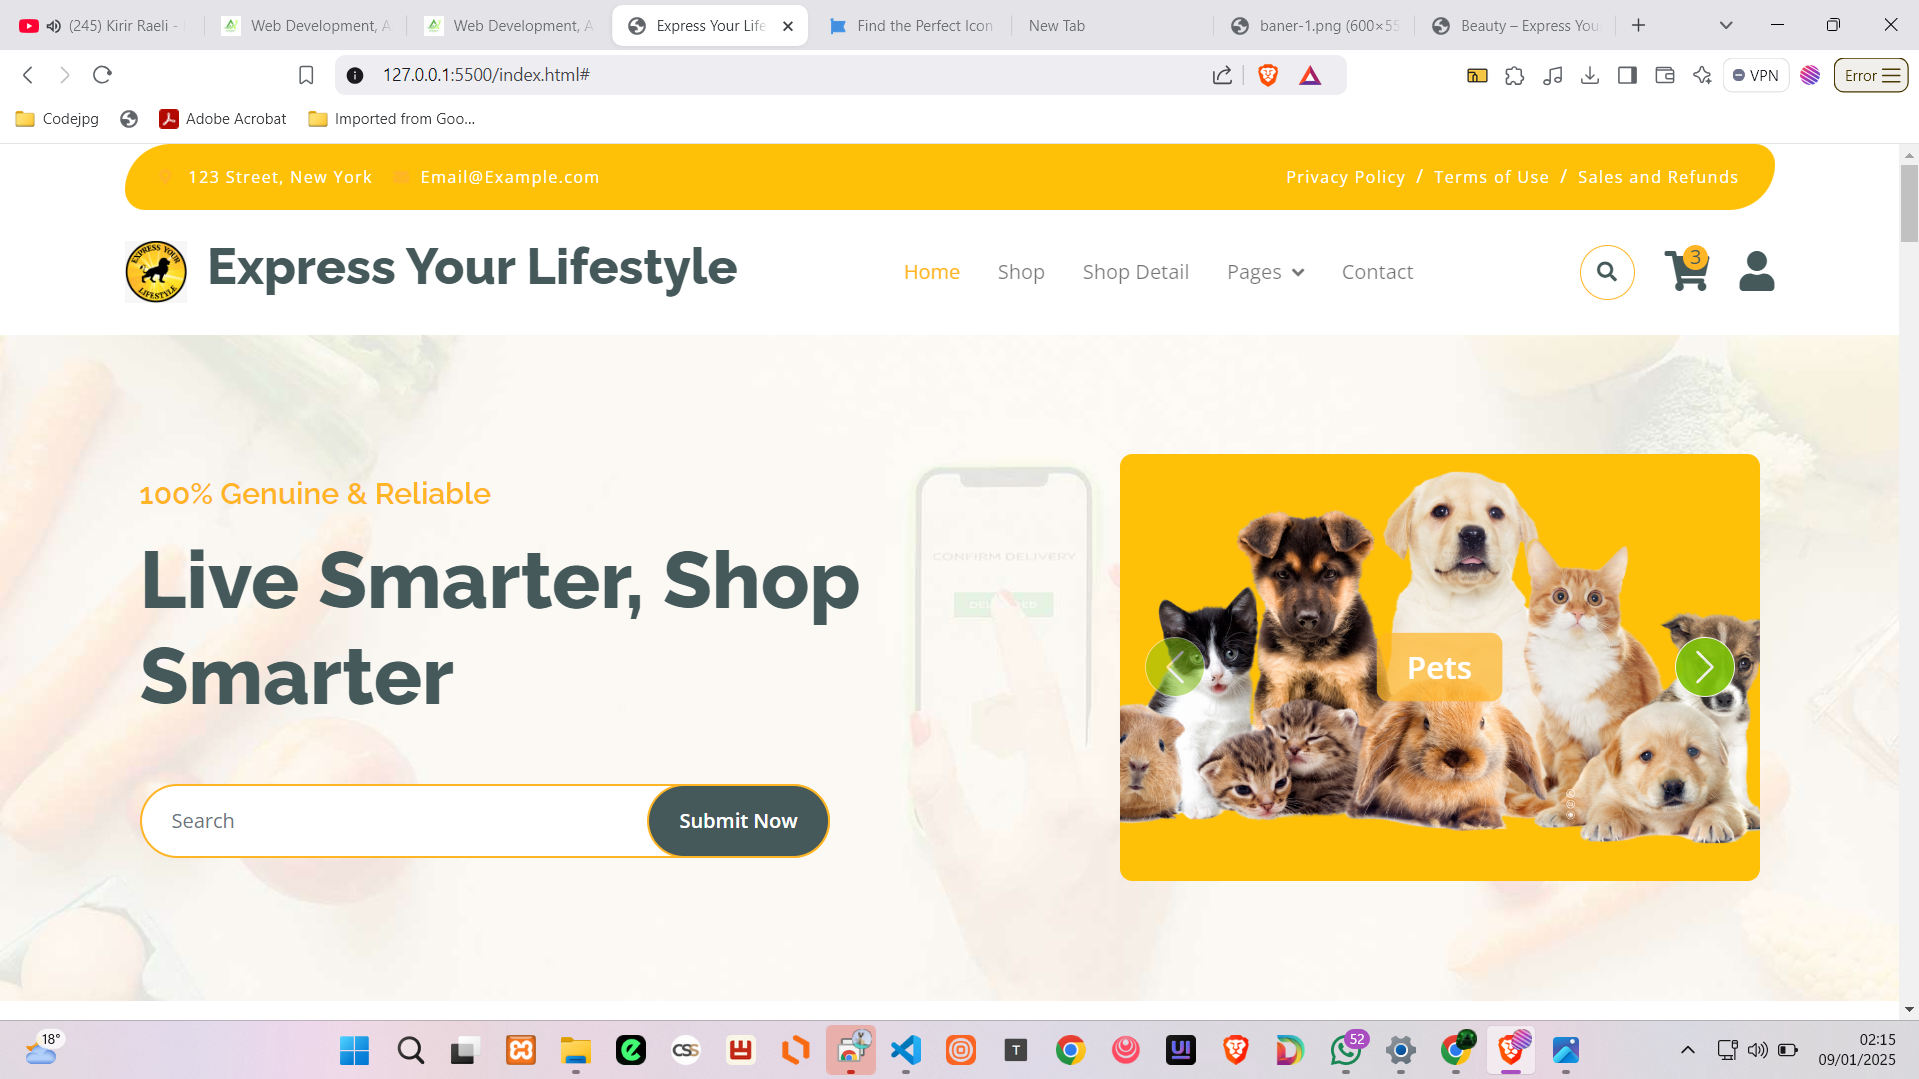 (245) Kirir Raeli -
Web Development, A
Web Development, A
Express Your Life
Find the Perfect Icon
New Tab
baner-1.png (600×55
Beauty – Express You
127.0.0.1:5500/index.html#
VPN
Error
Codejpg
Adobe Acrobat
Imported from Goo...
123 Street, New York
Email@Example.com
Privacy Policy / Terms of Use / Sales and Refunds
EXPRESS YOUR
LIFESTYLE
Express Your Lifestyle
Home
Shop
Shop Detail
Pages
Contact
3
100% Genuine & Reliable
Live Smarter, Shop
Smarter
CONFIRM DELIVERY
Pets
Search
Submit Now
18°
CSS
T
UI
52
02:15
09/01/2025